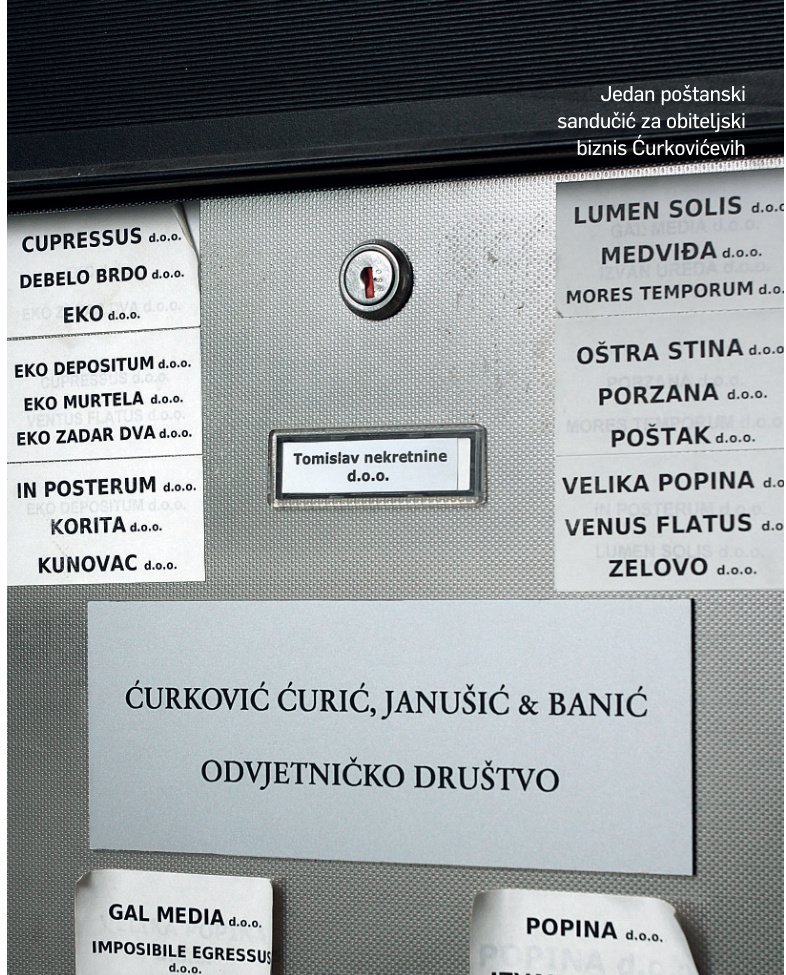 Jedan poštanski
sandučić za obiteljski
biznis Ćurkovićevih
CUPRESSUS d.o.o.
DEBELO BRDO d.o.o.
EKO d.o.o.
EKO DEPOSITUM d.o.o.
EKO MURTELA d.o.o.
EKO ZADAR DVA d.o.o.
IN POSTERUM d.o.o.
KORITA d.o.o.
KUNOVAC d.o.o.
Tomislav nekretnine
d.o.o.
LUMEN SOLIS d.o.o
MEDVIĐA d.o.o.
MORES TEMPORUM d.o.
OŠTRA STINA d.o.o
PORZANA d.o.o.
POŠTAK d.o.o.
VELIKA POPINA d.o
VENUS FLATUS d.o
ZELOVO d.o.o.
ĆURKOVIĆ ĆURIĆ, JANUŠIĆ & BANIĆ
ODVJETNIČKO DRUŠTVO
GAL MEDIA d.o.o.
IMPOSIBILE EGRESSUS
d.o.o.
POPINA d.o.o.